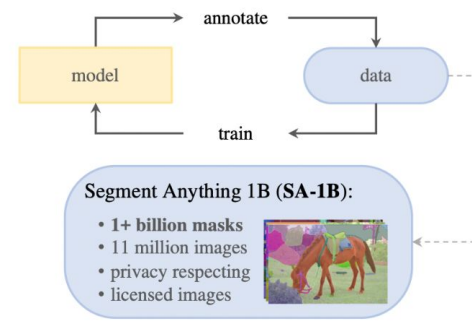 annotate
model
data
train
Segment Anything 1B (SA-1B):
• 1+ billion masks
• 11 million images
• privacy respecting
• licensed images